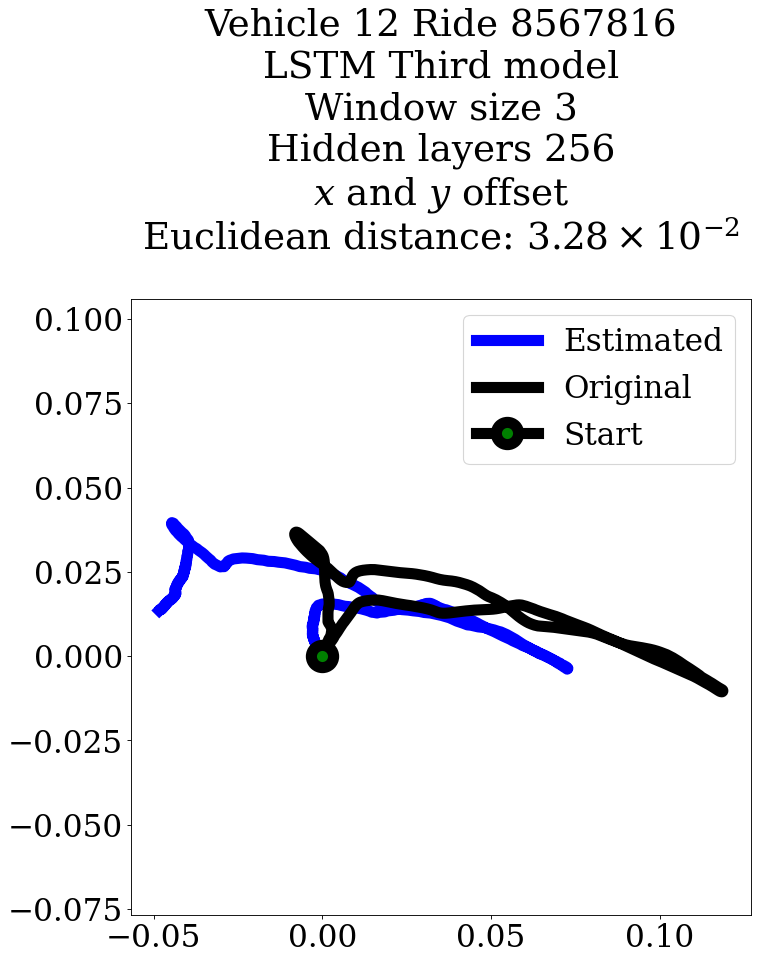 Vehicle 12 Ride 8567816
LSTM Third model
Window size 3
Hidden layers 256
x and y offset
Euclidean distance: 3.28 × 10⁻²
Estimated
Original
Start
0.100
0.075
0.050
0.025
0.000
−0.025
−0.050
−0.075
−0.05 0.00 0.05 0.10